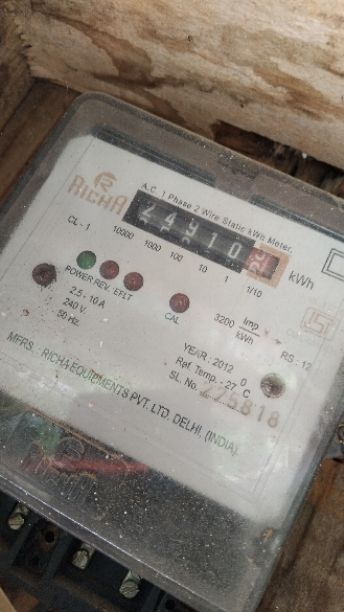 RICHA
A.C. 1 Phase 2 Wire Static kWh Meter.
24910
kWh
CL - 1 10000 1000 100 10 1 1/10
POWER REV. EFLT
CAL
3200 Imp/kWh
RS - 12
2.5 - 10A
240 V.
50 Hz.
YEAR : 2012
Ref. Temp. : 27 °C
SL. No. 275818
MFRS. : RICHA EQUIPMENTS PVT. LTD. DELHI, (INDIA)